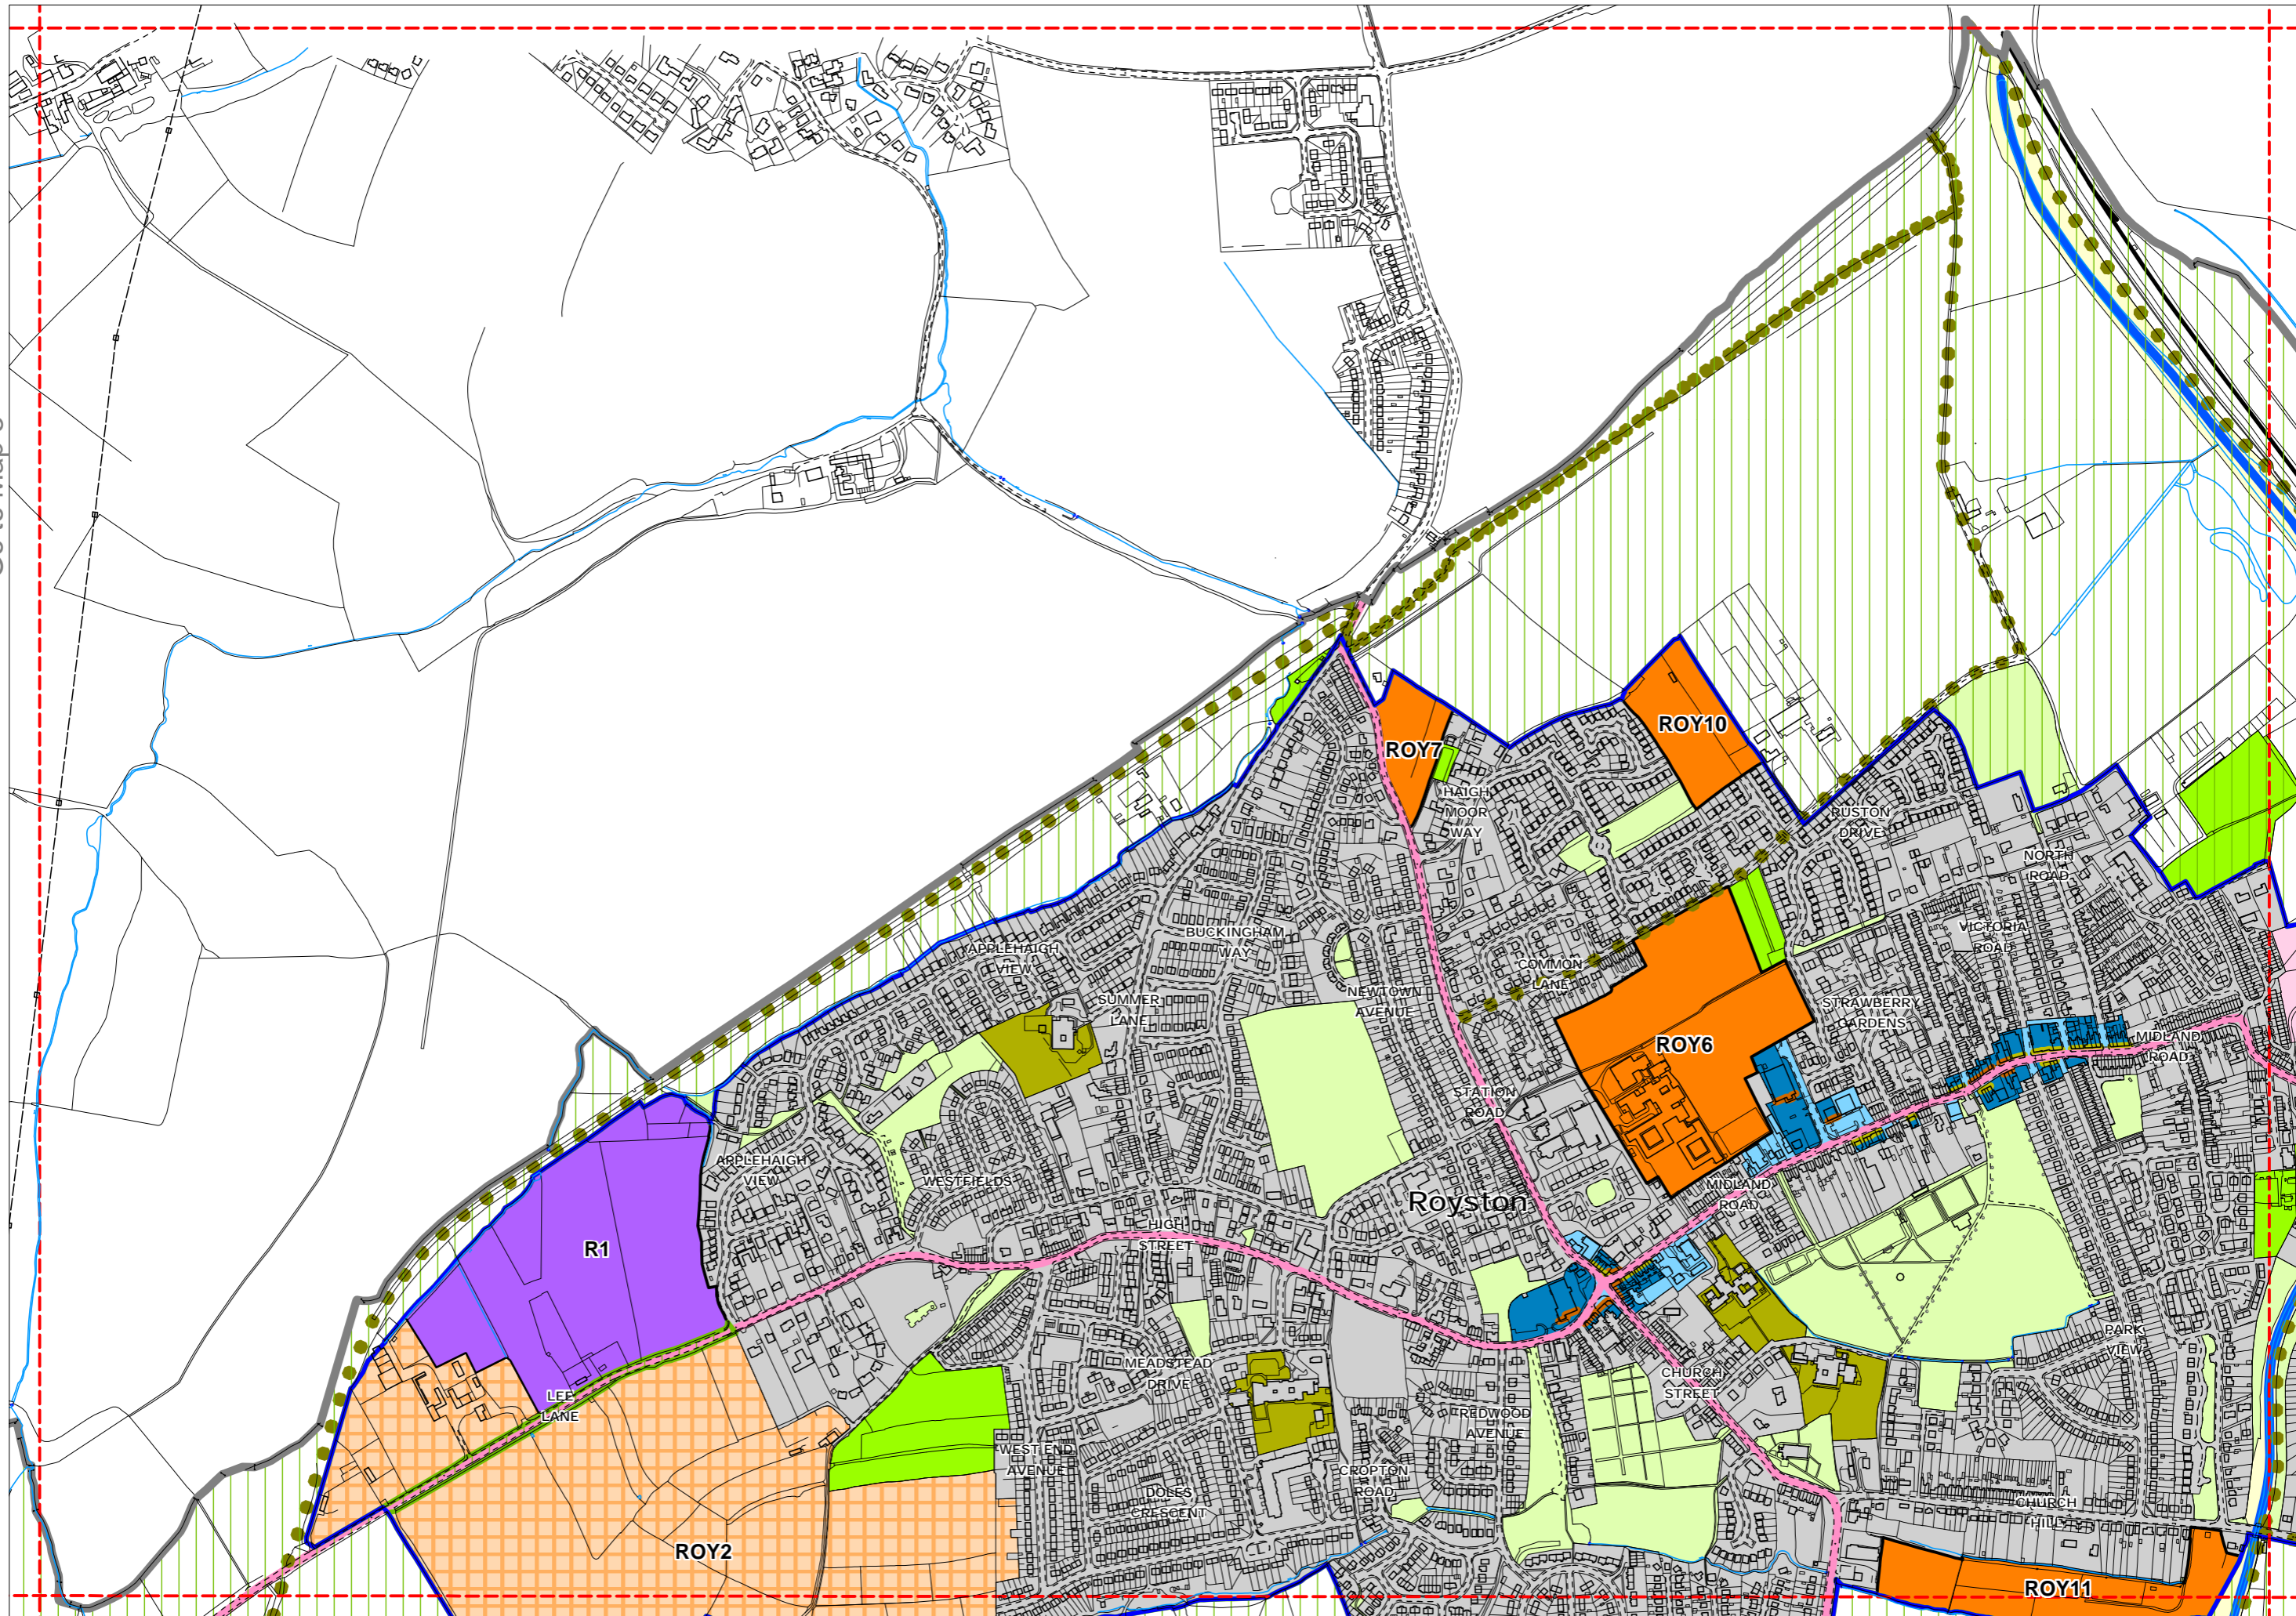 ROY7
ROY10
HAIGH
MOOR
WAY
RUSTON
DRIVE
NORTH
ROAD
BUCKINGHAM
WAY
VICTORIA
ROAD
APPLEHAIGH
VIEW
COMMON
LANE
SUMMER
LANE
NEWTOWN
AVENUE
STRAWBERRY
GARDENS
ROY6
MIDLAND
ROAD
STATION
ROAD
APPLEHAIGH
VIEW
WESTFIELDS
MIDLAND
ROAD
Royston
HIGH
STREET
R1
PARK
VIEW
MEADSTEAD
DRIVE
CHURCH
STREET
LEE
LANE
REDWOOD
AVENUE
WEST END
AVENUE
CROPTON
ROAD
DOLES
CRESCENT
CHURCH
HILL
ROY2
ROY11